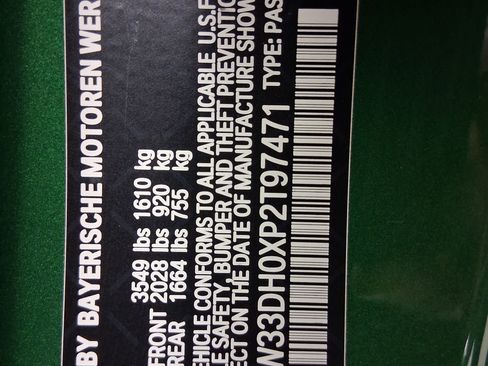 BY BAYERISCHE MOTOREN WER
3549 lbs 1610 kg
FRONT 2028 lbs 920 kg
REAR 1664 lbs 755 kg
EHICLE CONFORMS TO ALL APPLICABLE U.S.F
LE SAFETY, BUMPER AND THEFT PREVENTIO
ECT ON THE DATE OF MANUFACTURE SHOW
W33DH0XP2T97471 TYPE: PAS